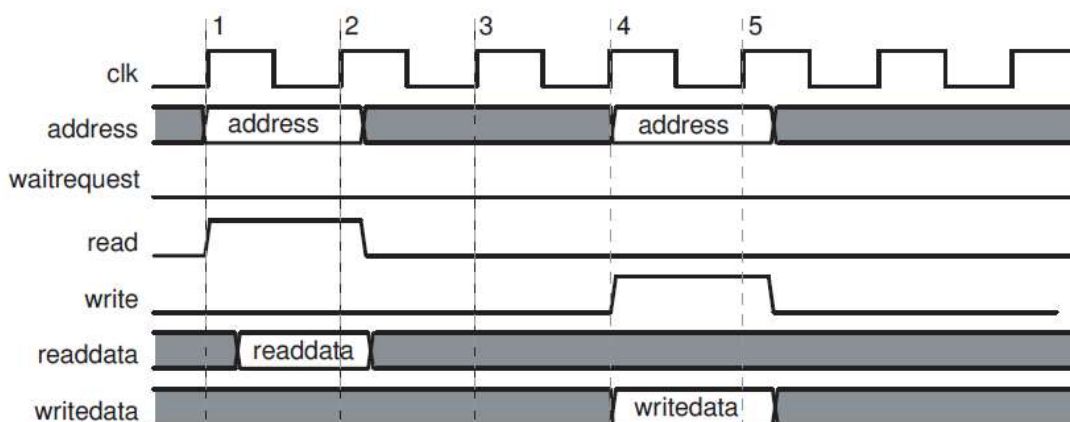 1 2 3 4 5
clk
address address address
waitrequest
read
write
readdata readdata
writedata writedata